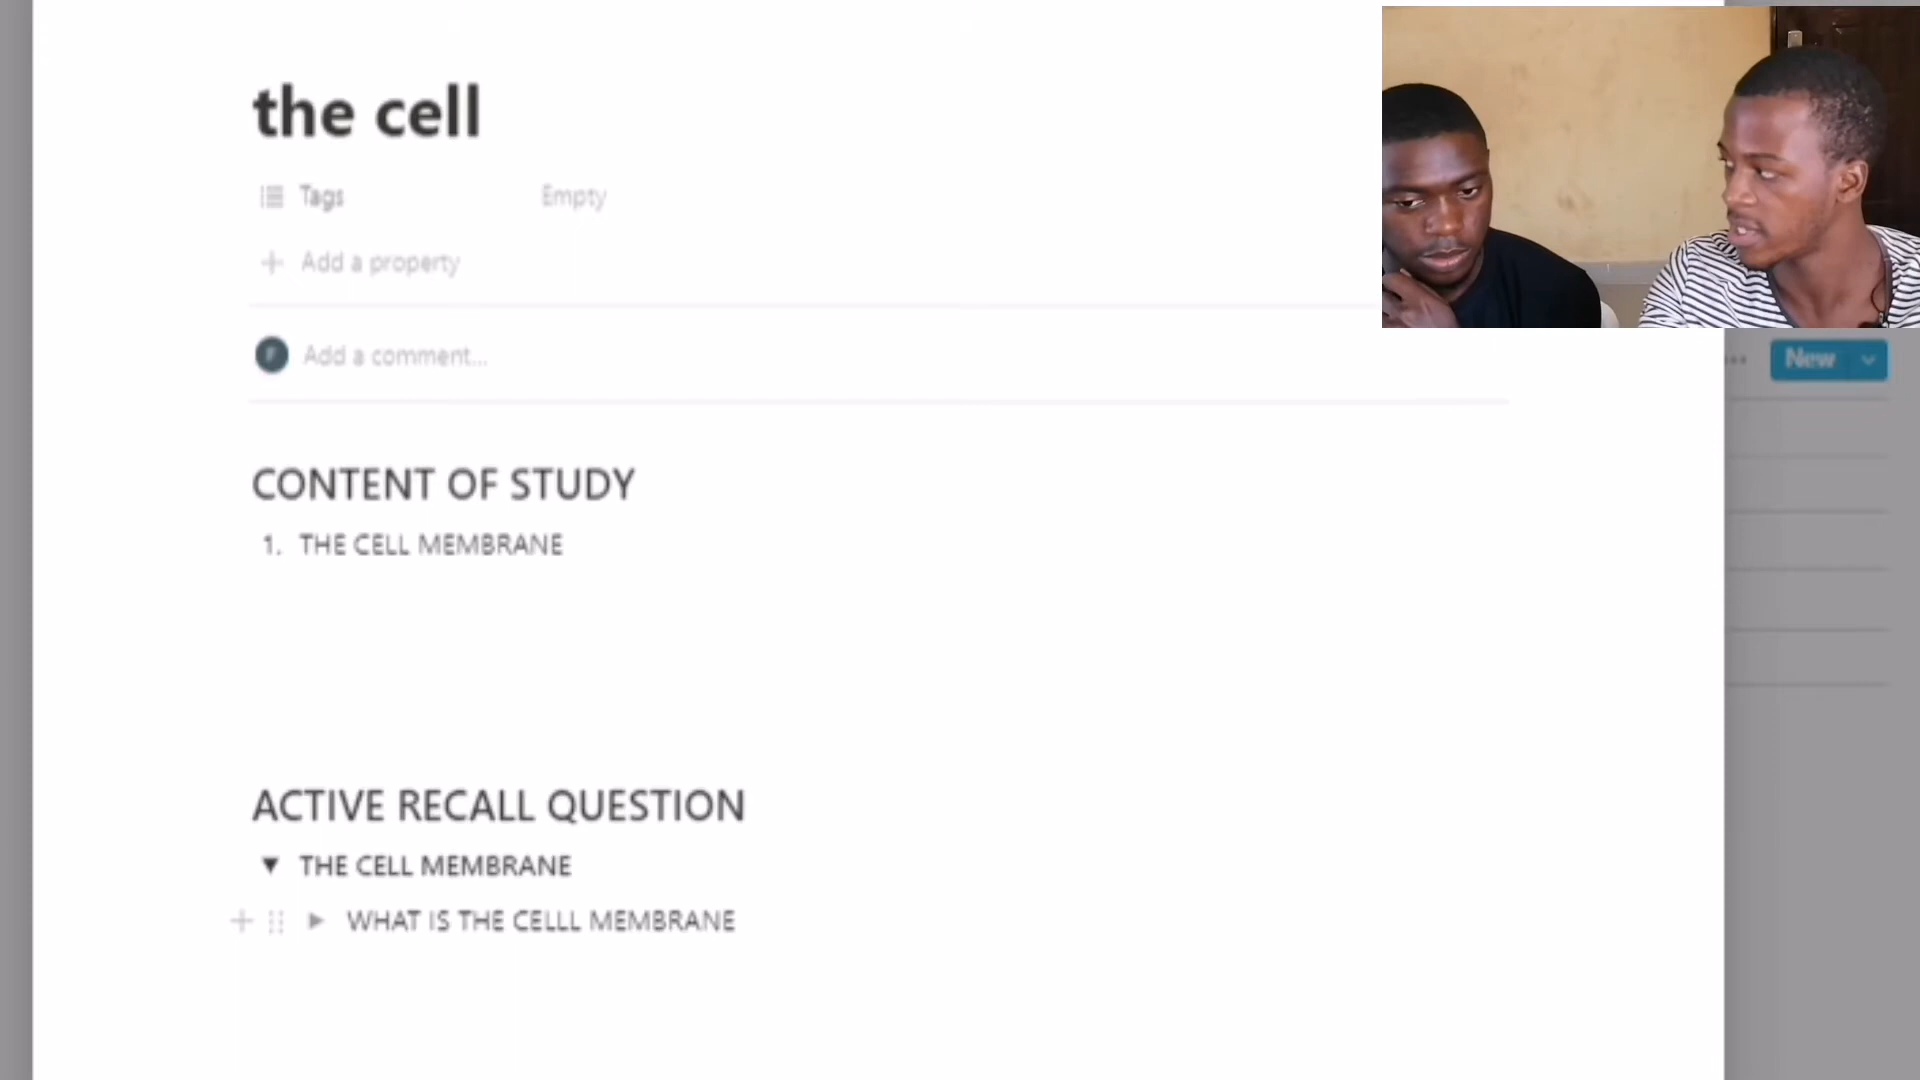 the cell
Tags Empty
Add a property
Add a comment...
New
CONTENT OF STUDY
1. THE CELL MEMBRANE
ACTIVE RECALL QUESTION
THE CELL MEMBRANE
WHAT IS THE CELLL MEMBRANE